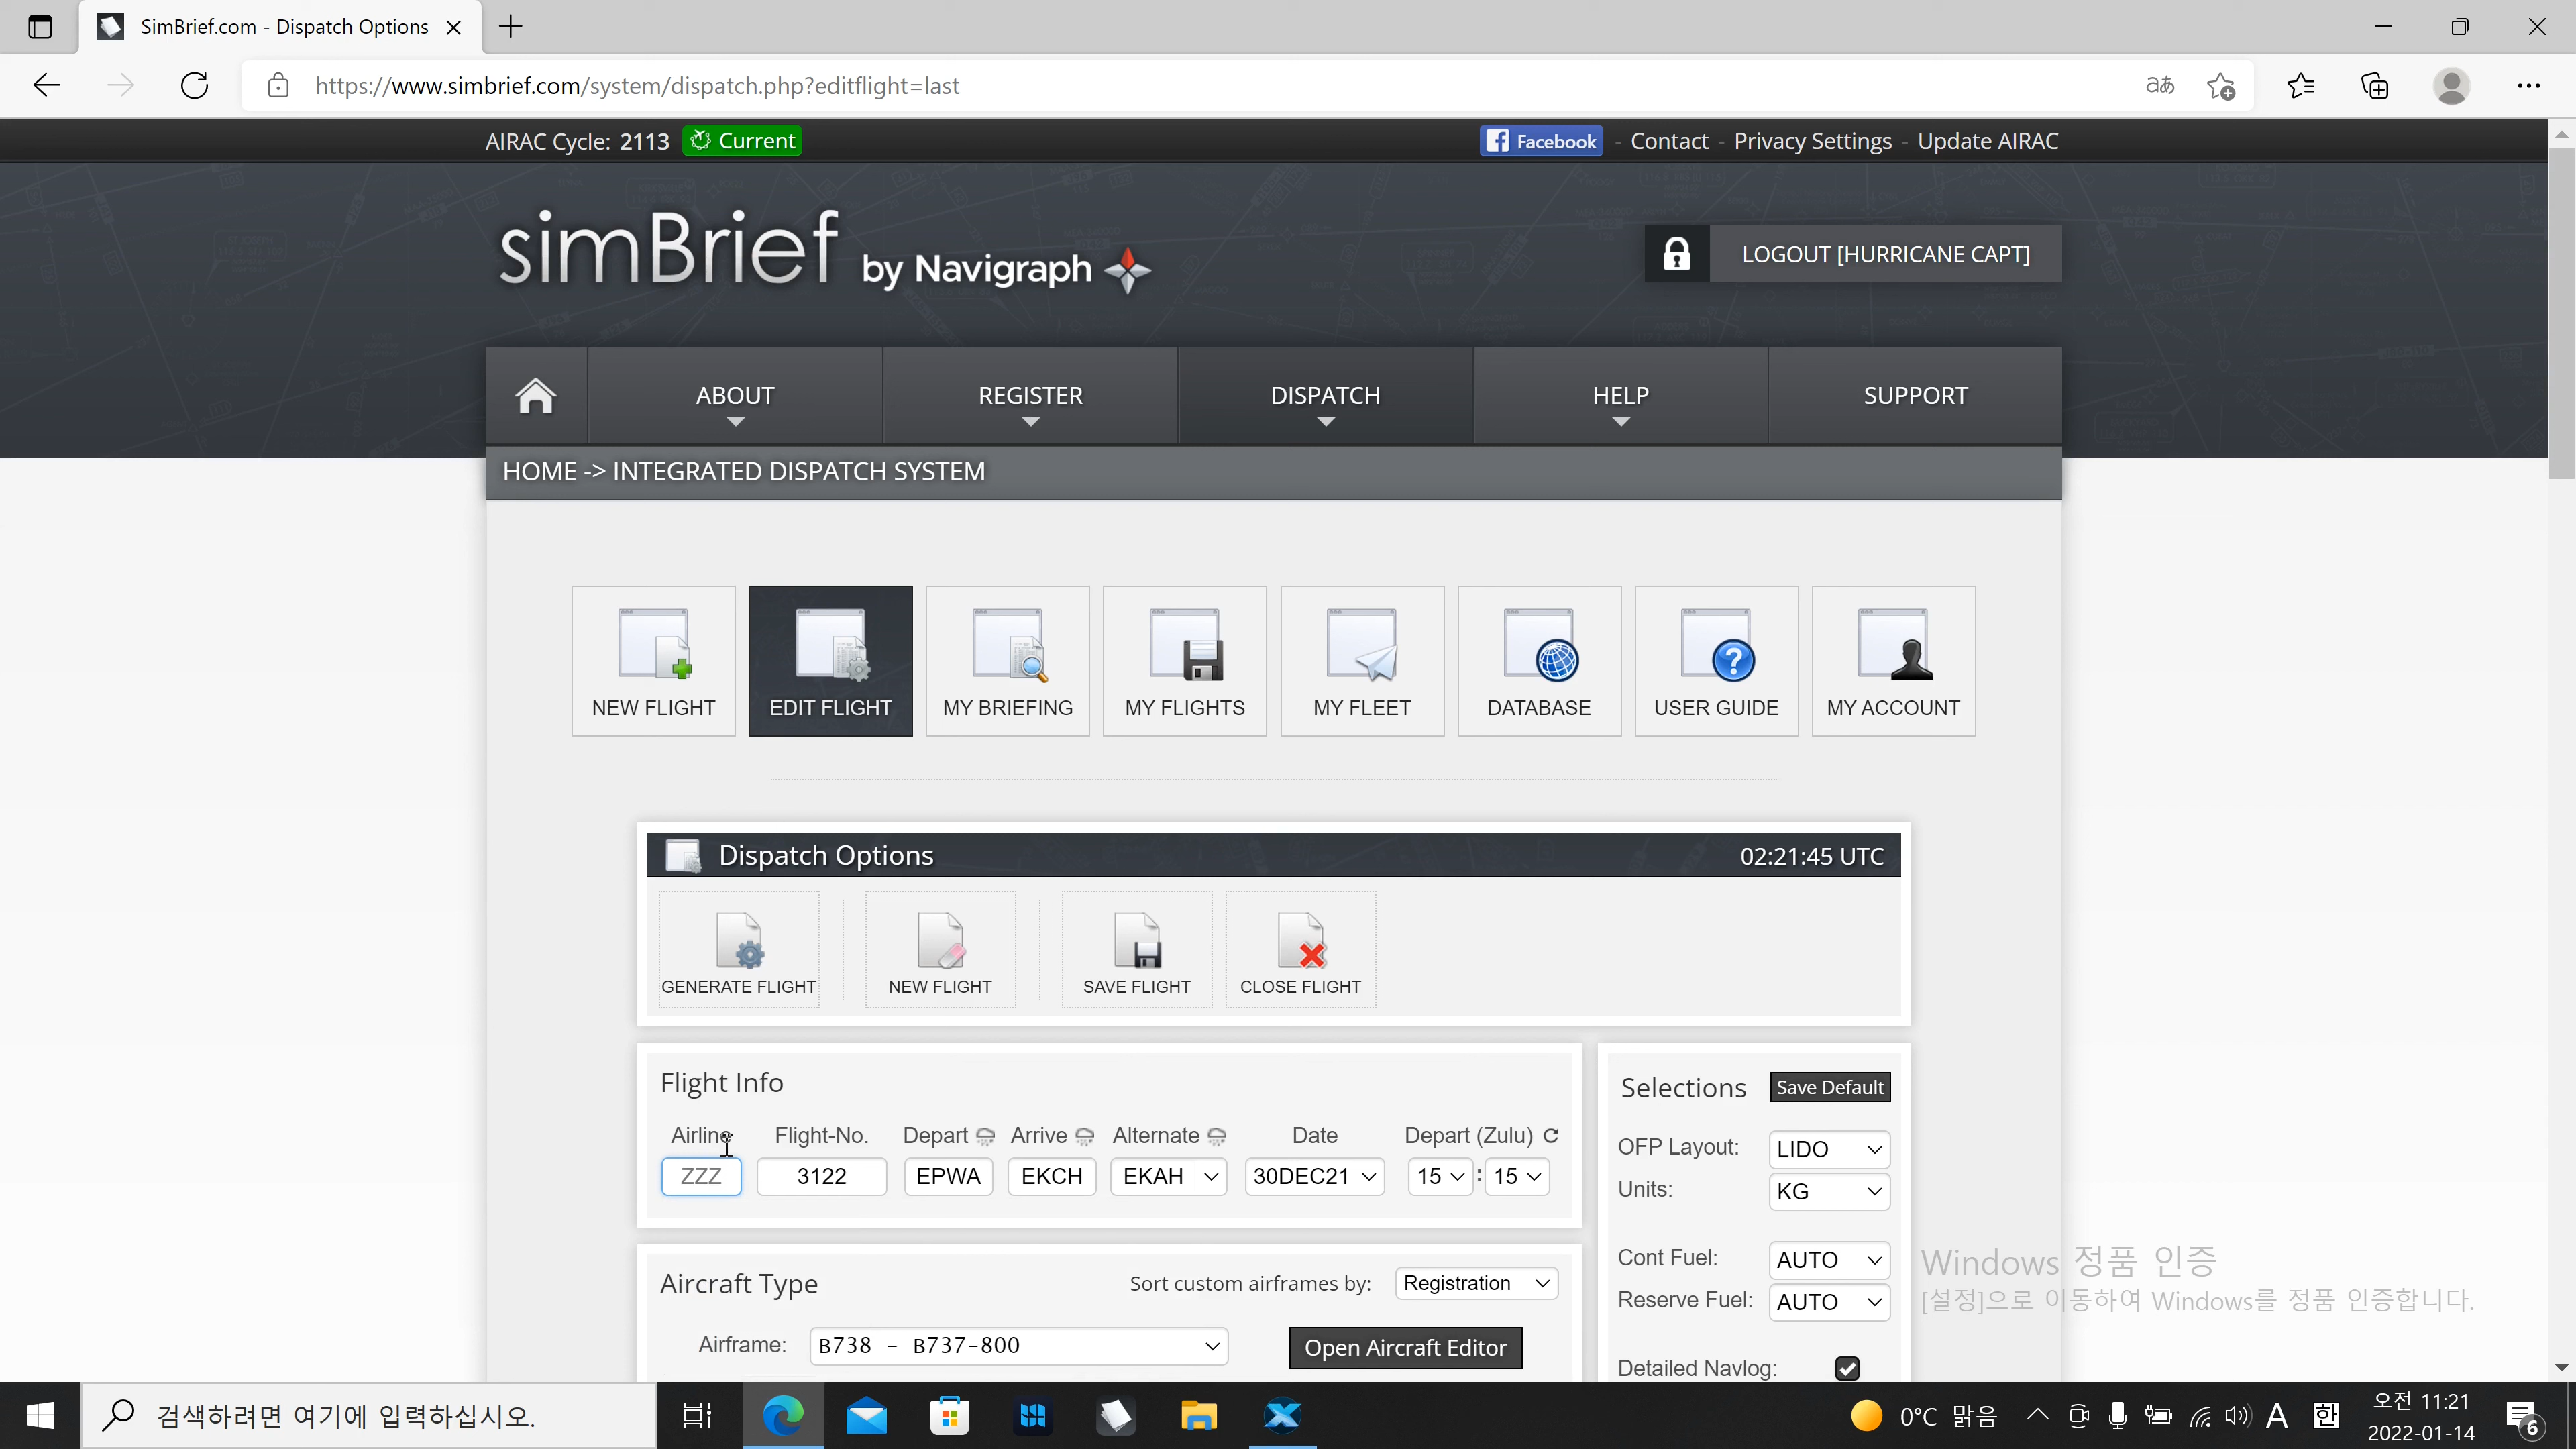 SimBrief.com - Dispatch Options
https://www.simbrief.com/system/dispatch.php?editflight=last
AIRAC Cycle: 2113 Current
Facebook - Contact - Privacy Settings - Update AIRAC
simBrief by Navigraph
LOGOUT [HURRICANE CAPT]
ABOUT REGISTER DISPATCH HELP SUPPORT
HOME -> INTEGRATED DISPATCH SYSTEM
NEW FLIGHT EDIT FLIGHT MY BRIEFING MY FLIGHTS MY FLEET DATABASE USER GUIDE MY ACCOUNT
Dispatch Options 02:21:45 UTC
GENERATE FLIGHT NEW FLIGHT SAVE FLIGHT CLOSE FLIGHT
Flight Info
Airline Flight-No. Depart Arrive Alternate Date Depart (Zulu)
ZZZ 3122 EPWA EKCH EKAH 30DEC21 15 : 15
Selections Save Default
OFP Layout: LIDO
Units: KG
Cont Fuel: AUTO
Reserve Fuel: AUTO
Detailed Navlog:
Aircraft Type Sort custom airframes by: Registration
Airframe: B738 - B737-800 Open Aircraft Editor
Windows 정품 인증
[설정]으로 이동하여 Windows를 정품 인증합니다.
검색하려면 여기에 입력하십시오.
0°C 맑음
A 한
오전 11:21
2022-01-14
6